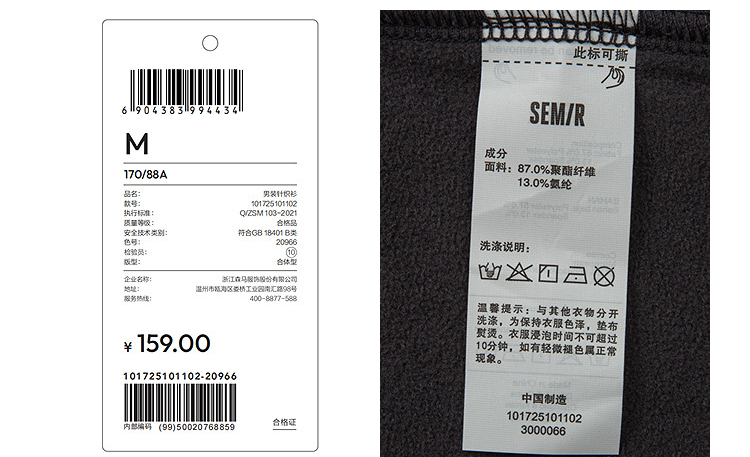 6 904383 994434
M
170/88A
品名: 男装针织衫
款号: 101725101102
执行标准: Q/ZSM 103-2021
质量等级: 合格品
安全技术类别: 符合GB 18401 B类
色号: 20966
检验员: 10
版型: 合体型
企业名称: 浙江森马服饰股份有限公司
地址: 温州市瓯海区娄桥工业园南汇路98号
服务热线: 400-8877-588
¥ 159.00
101725101102-20966
内部编码 (99)50020768859
合格证
此标可撕
SEMIR
成分
面料: 87.0%聚酯纤维
13.0%氨纶
洗涤说明:
温馨提示: 与其他衣物分开
洗涤, 为保持衣服色泽, 垫布
熨烫。衣服浸泡时间不可超过
10分钟, 如有轻微褪色属正常
现象。
中国制造
101725101102
3000066